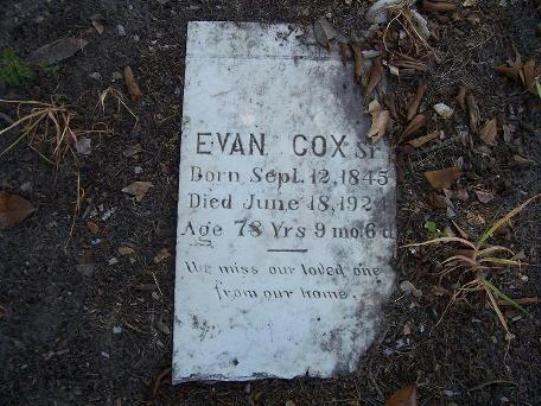 EVAN COX Sr
Born Sept. 12, 1845
Died June 18, 1924
Age 78 Yrs 9 mo. 6 d
We miss our loved one
from our home.